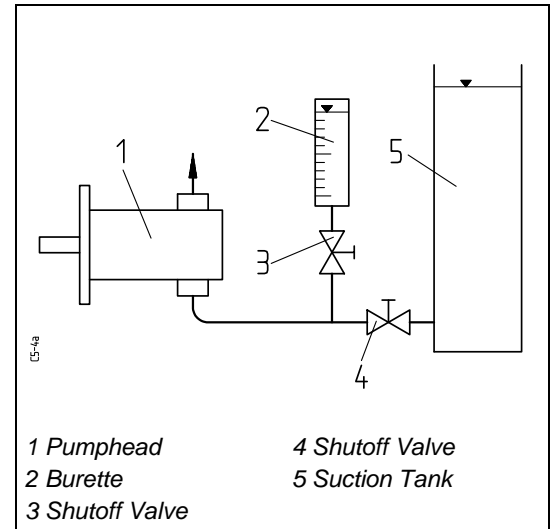 1
2
5
3
4
C5-4a
1 Pumphead
2 Burette
3 Shutoff Valve
4 Shutoff Valve
5 Suction Tank